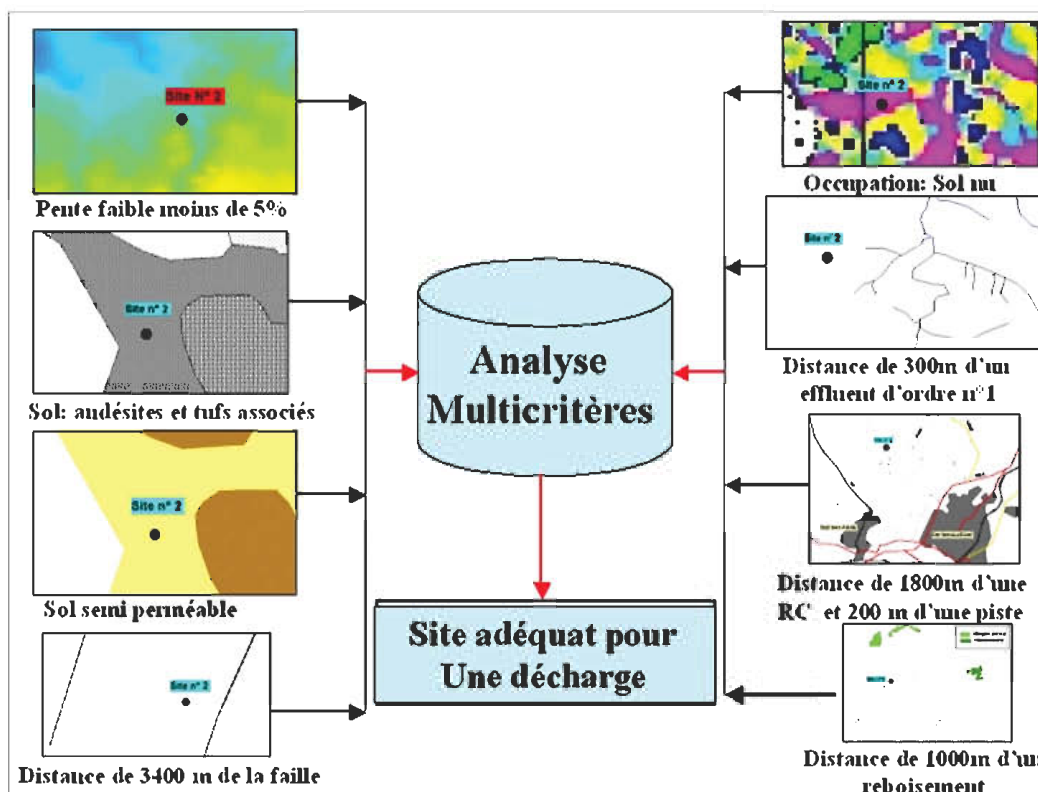 Site N° 2
Pente faible moins de 5%
Site n° 2
Sol: andésites et tufs associés
Site n° 2
Sol semi perméable
Site n° 2
Distance de 3400 m de la faille
Analyse
Multicritères
Site adéquat pour
Une décharge
Site n° 2
Occupation: Sol nu
Site n° 2
Distance de 300m d'un
effluent d'ordre n°1
Distance de 1800m d'une
RC et 200 m d'une piste
Distance de 1000m d'un
reboisement